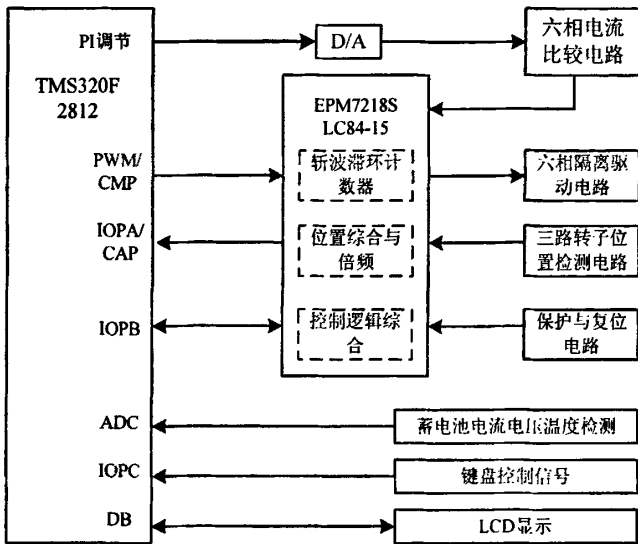 PI调节
D/A
六相电流
比较电路
TMS320F
2812
EPM7218S
LC84-15
PWM/
CMP
斩波滞环计
数器
六相隔离驱
动电路
IOPA/
CAP
位置综合与
倍频
三路转子位
置检测电路
IOPB
控制逻辑综
合
保护与复位
电路
ADC
蓄电池电流电压温度检测
IOPC
键盘控制信号
DB
LCD显示